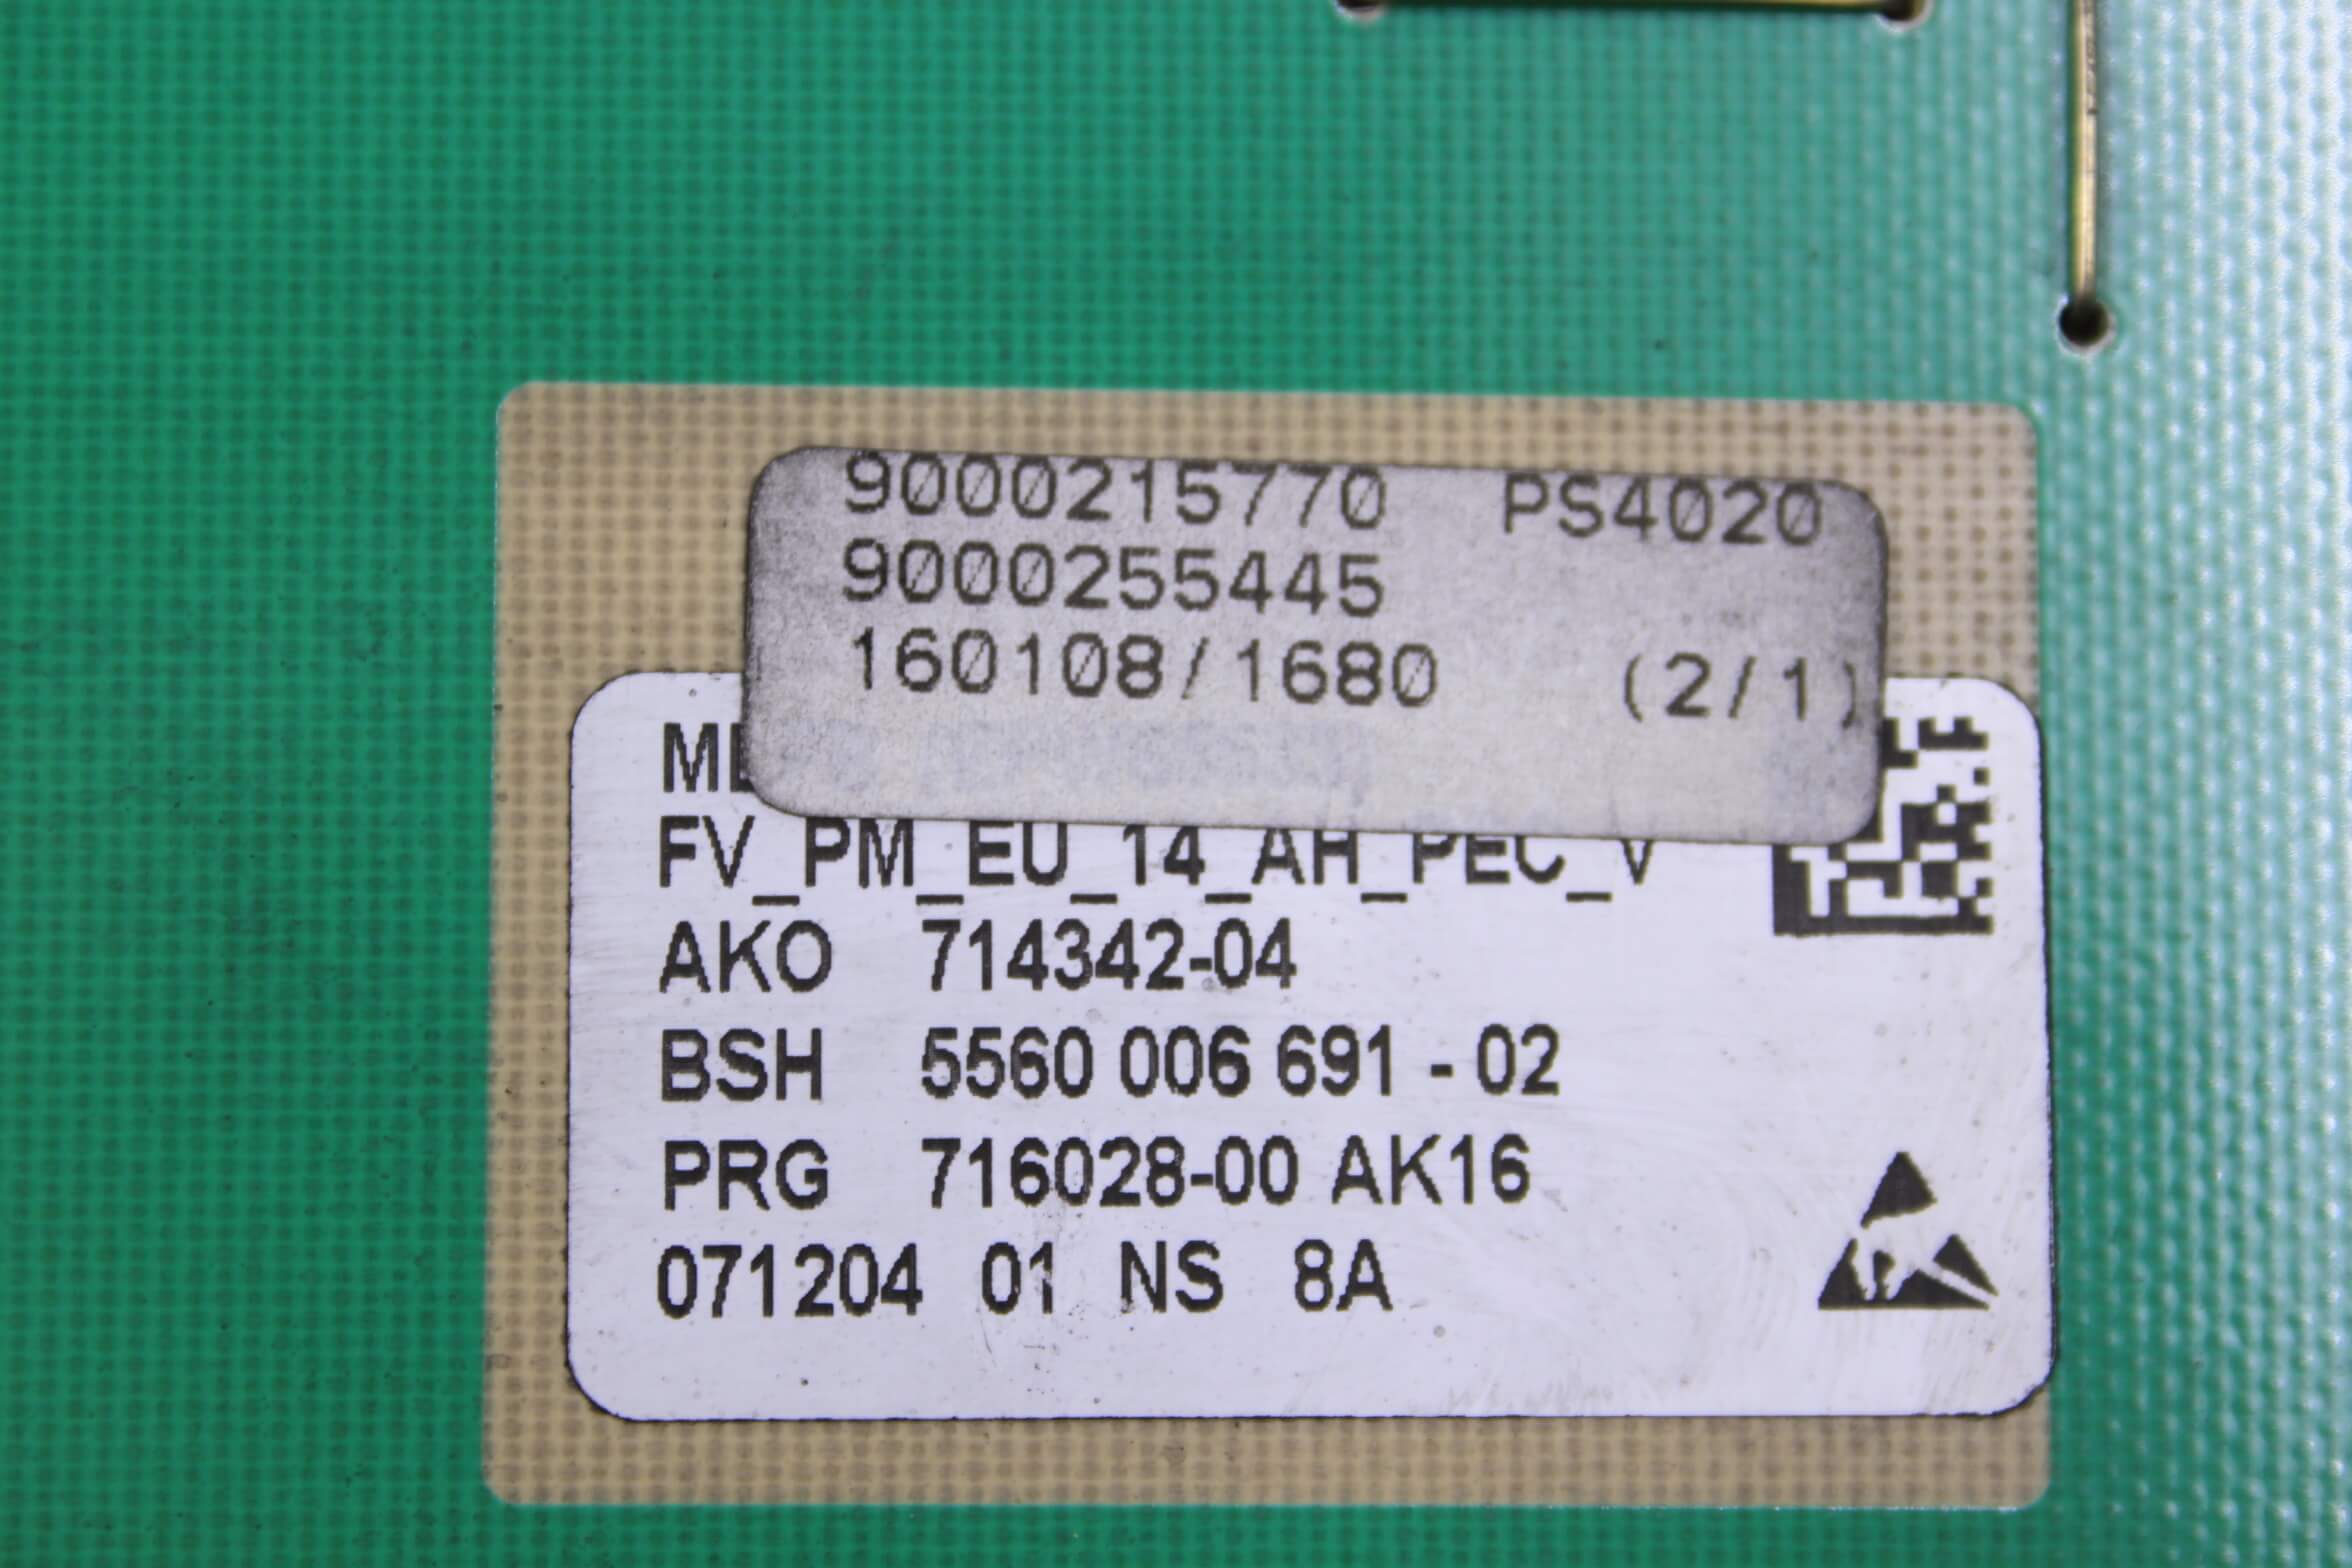 9000215770 PS4020
9000255445
160108/1680 (2/1)
FV_PM_EU_14_AH_PEC_V
AKO 714342-04
BSH 5560 006 691 - 02
PRG 716028-00 AK16
071204 01 NS 8A